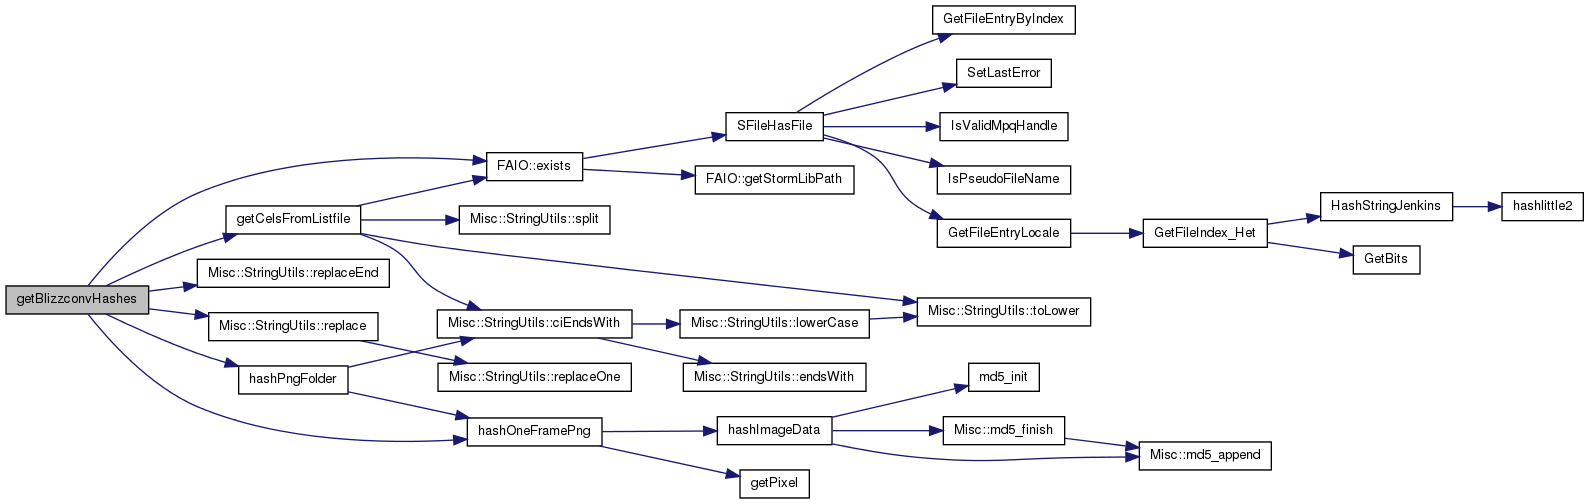 GetFileEntryByIndex
SetLastError
SFileHasFile
IsValidMpqHandle
FAIO::exists
FAIO::getStormLibPath
IsPseudoFileName
getCelsFromListfile
Misc::StringUtils::split
GetFileEntryLocale
GetFileIndex_Het
HashStringJenkins
hashlittle2
GetBits
Misc::StringUtils::replaceEnd
getBlizzconvHashes
Misc::StringUtils::replace
Misc::StringUtils::ciEndsWith
Misc::StringUtils::lowerCase
Misc::StringUtils::toLower
hashPngFolder
Misc::StringUtils::replaceOne
Misc::StringUtils::endsWith
md5_init
hashOneFramePng
hashImageData
Misc::md5_finish
Misc::md5_append
getPixel